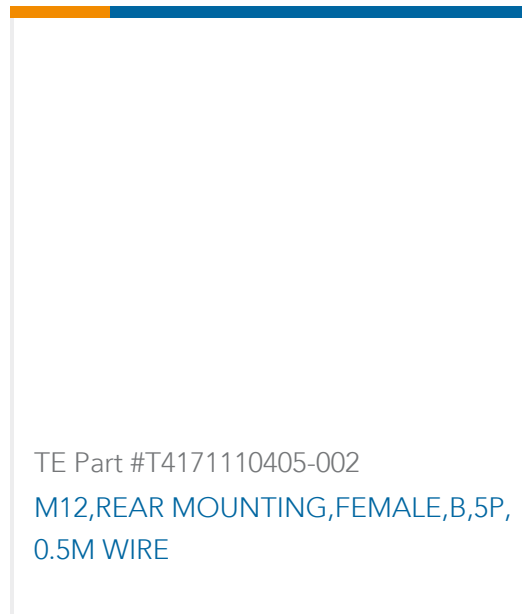 TE Part #T4171110405-002
M12,REAR MOUNTING,FEMALE,B,5P,
0.5M WIRE